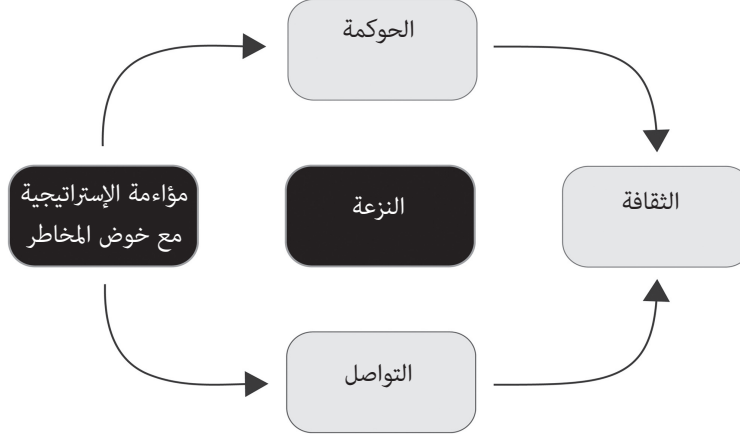 الحوكمة
مؤاءمة الإستراتيجية
مع خوض المخاطر
النزعة
الثقافة
التواصل